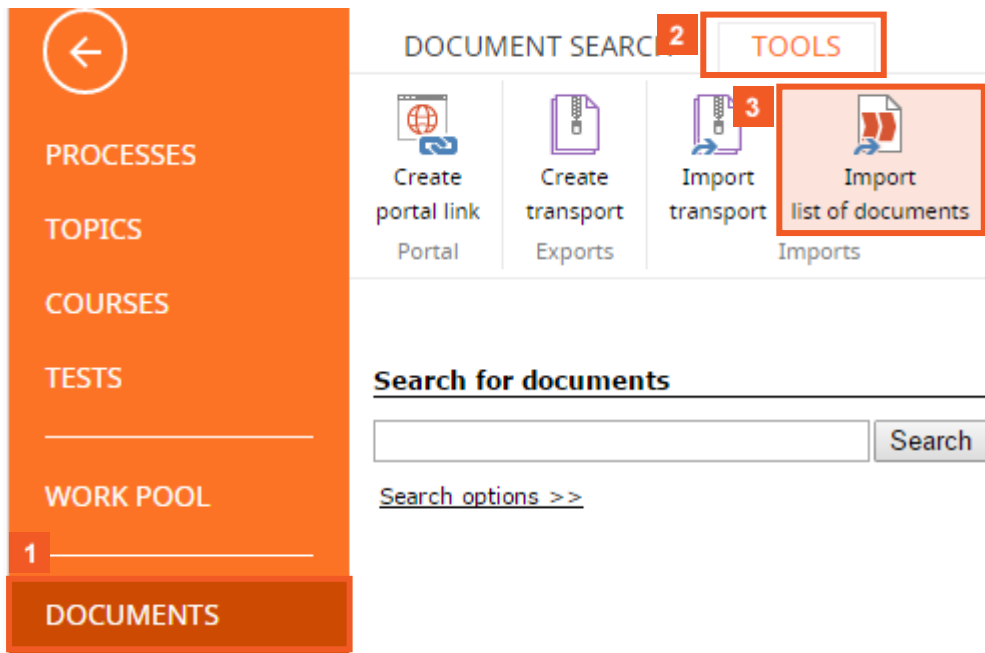 DOCUMENT SEARC
2
TOOLS
3
Create
portal link
Create
transport
Import
transport
Import
list of documents
Portal
Exports
Imports
PROCESSES
TOPICS
COURSES
TESTS
WORK POOL
1
DOCUMENTS
Search for documents
Search
Search options >>